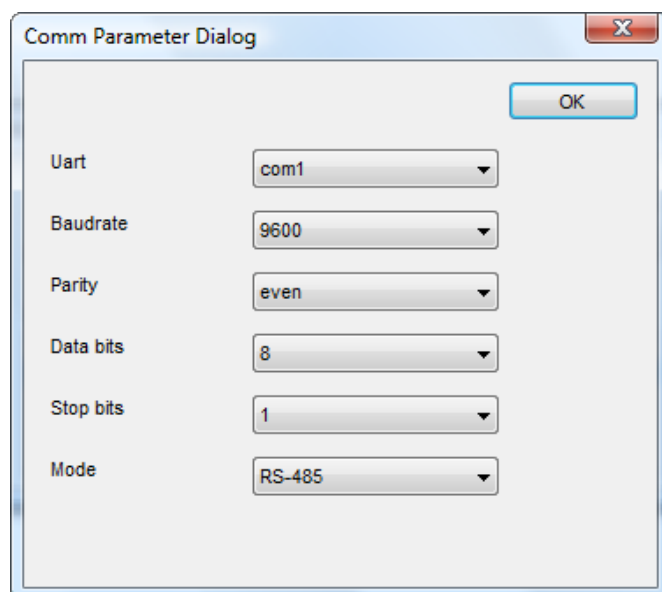 Comm Parameter Dialog
OK
Uart com1
Baudrate 9600
Parity even
Data bits 8
Stop bits 1
Mode RS-485